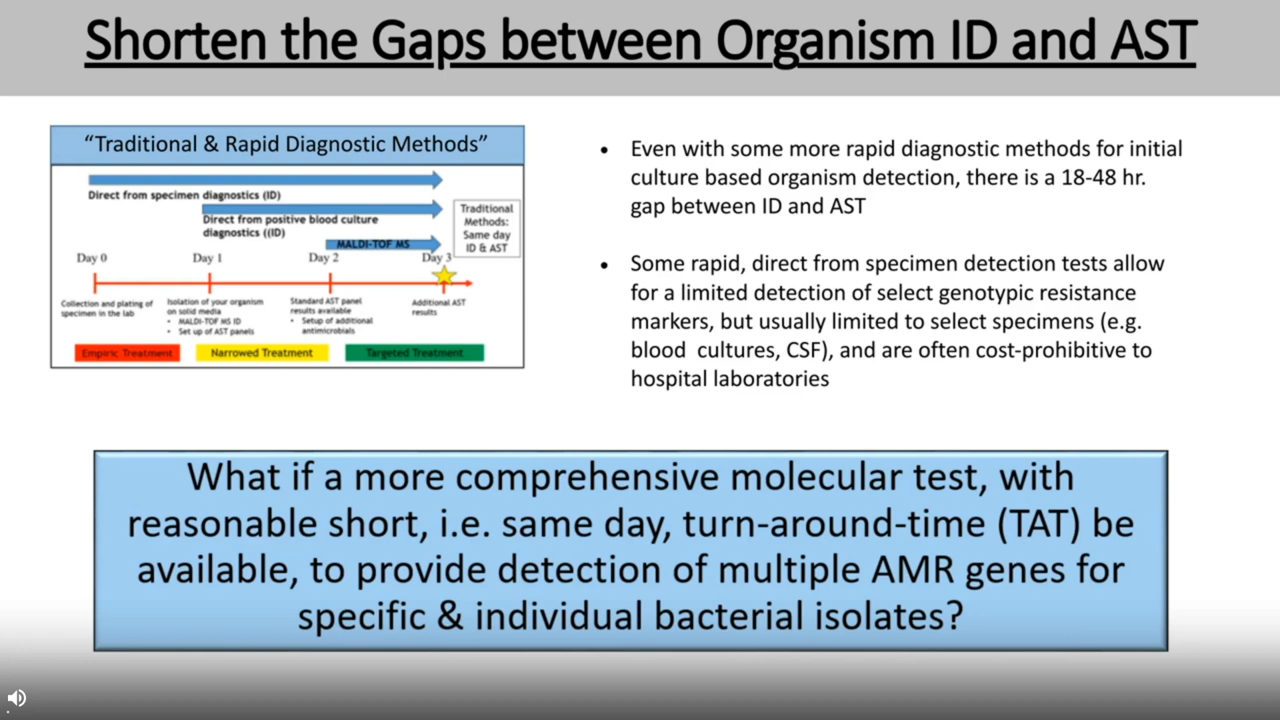 Shorten the Gaps between Organism ID and AST
“Traditional & Rapid Diagnostic Methods”
Direct from specimen diagnostics (ID)
Direct from positive blood culture
diagnostics ((ID)
MALDI-TOF MS
Traditional
Methods:
Same day
ID & AST
Day 0
Day 1
Day 2
Day 3
Collection and plating of
specimen in the lab
Isolation of your organism
on solid media
• MALDI-TOF MS ID
• Set up of AST panels
Standard AST panel
results available
• Setup of additional
antimicrobials
Additional AST
results
Empiric Treatment
Narrowed Treatment
Targeted Treatment
• Even with some more rapid diagnostic methods for initial
culture based organism detection, there is a 18-48 hr.
gap between ID and AST
• Some rapid, direct from specimen detection tests allow
for a limited detection of select genotypic resistance
markers, but usually limited to select specimens (e.g.
blood cultures, CSF), and are often cost-prohibitive to
hospital laboratories
What if a more comprehensive molecular test, with
reasonable short, i.e. same day, turn-around-time (TAT) be
available, to provide detection of multiple AMR genes for
specific & individual bacterial isolates?